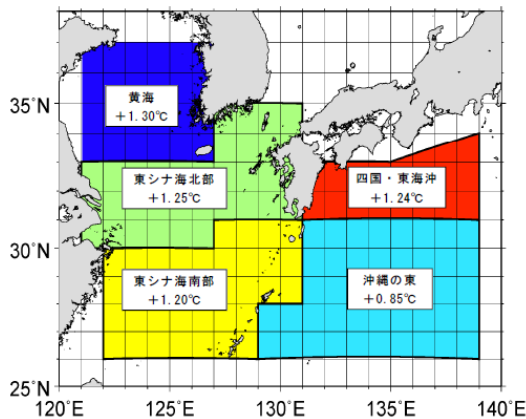 黄海
+1.30℃
35°N
東シナ海北部
+1.25℃
四国・東海沖
+1.24℃
30°N
東シナ海南部
+1.20℃
沖縄の東
+0.85℃
25°N
120°E 125°E 130°E 135°E 140°E